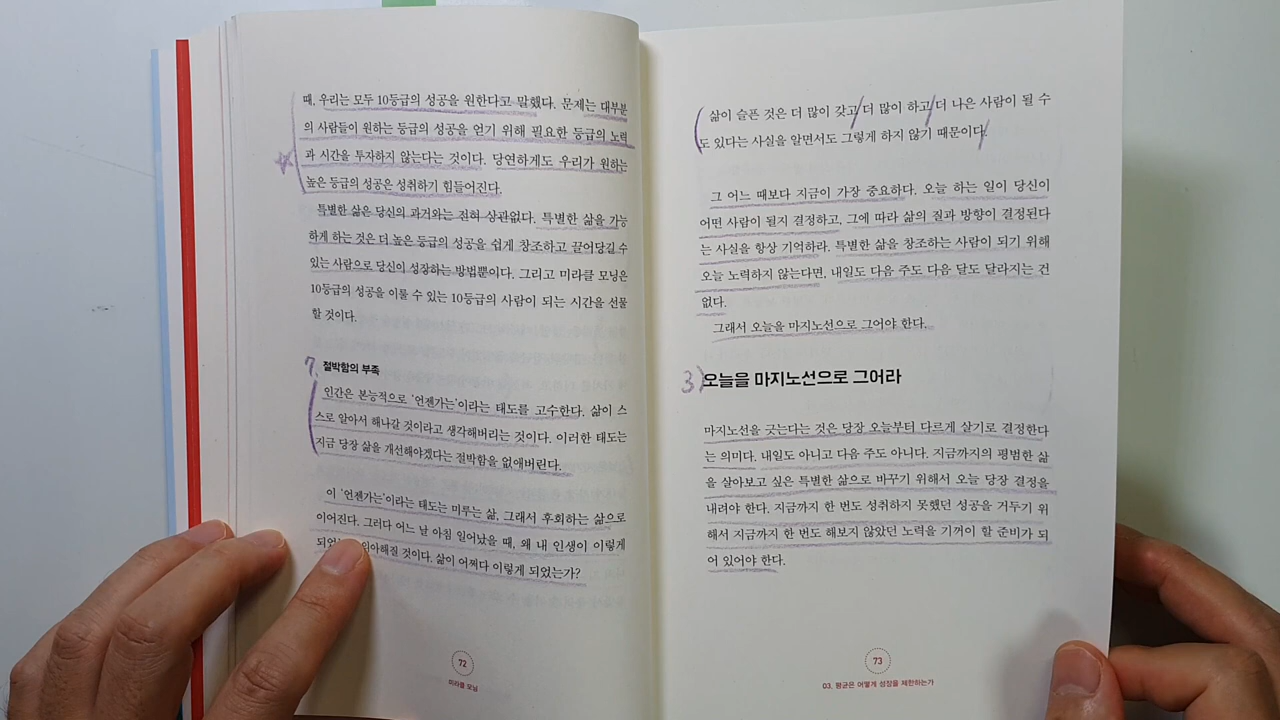 때, 우리는 모두 10등급의 성공을 원한다고 말했다. 문제는 대부분
의 사람들이 원하는 등급의 성공을 얻기 위해 필요한 등급의 노력
과 시간을 투자하지 않는다는 것이다. 당연하게도 우리가 원하는
높은 등급의 성공은 성취하기 힘들어진다.
특별한 삶은 당신의 과거와는 전혀 상관없다. 특별한 삶을 가능
하게 하는 것은 더 높은 등급의 성공을 쉽게 창조하고 끌어당길 수
있는 사람으로 당신이 성장하는 방법뿐이다. 그리고 미라클 모닝은
10등급의 성공을 이룰 수 있는 10등급의 사람이 되는 시간을 선물
할 것이다.
7. 절박함의 부족
인간은 본능적으로 '언젠가는'이라는 태도를 고수한다. 삶이 스
스로 알아서 해나갈 것이라고 생각해버리는 것이다. 이러한 태도는
지금 당장 삶을 개선해야겠다는 절박함을 없애버린다.
이 '언젠가는'이라는 태도는 미루는 삶, 그래서 후회하는 삶으로
이어진다. 그러다 어느 날 아침 일어났을 때, 왜 내 인생이 이렇게
것이다. 삶이 어쩌다 이렇게 되었는가?
72
미라클 모닝
삶이 슬픈 것은 더 많이 갖고 더 많이 하고 더 나은 사람이 될 수
도 있다는 사실을 알면서도 그렇게 하지 않기 때문이다.
그 어느 때보다 지금이 가장 중요하다. 오늘 하는 일이 당신이
어떤 사람이 될지 결정하고, 그에 따라 삶의 질과 방향이 결정된다
는 사실을 항상 기억하라. 특별한 삶을 창조하는 사람이 되기 위해
오늘 노력하지 않는다면, 내일도 다음 주도 다음 달도 달라지는 건
없다.
그래서 오늘을 마지노선으로 그어야 한다.
3) 오늘을 마지노선으로 그어라
마지노선을 긋는다는 것은 당장 오늘부터 다르게 살기로 결정한다
는 의미다. 내일도 아니고 다음 주도 아니다. 지금까지의 평범한 삶
을 살아보고 싶은 특별한 삶으로 바꾸기 위해서 오늘 당장 결정을
내려야 한다. 지금까지 한 번도 성취하지 못했던 성공을 거두기 위
해서 지금까지 한 번도 해보지 않았던 노력을 기꺼이 할 준비가 되
어 있어야 한다.
73
03. 평균은 어떻게 성장을 제한하는가